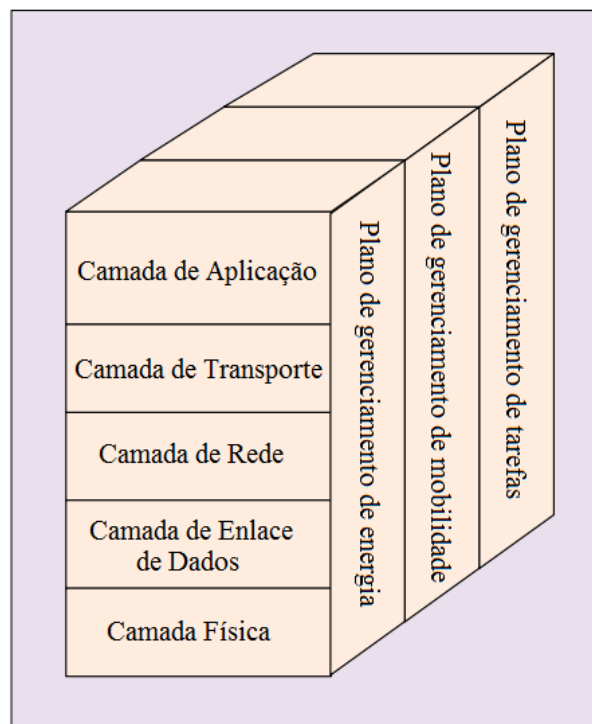 Camada de Aplicação
Camada de Transporte
Camada de Rede
Camada de Enlace
de Dados
Camada Física
Plano de gerenciamento de energia
Plano de gerenciamento de mobilidade
Plano de gerenciamento de tarefas